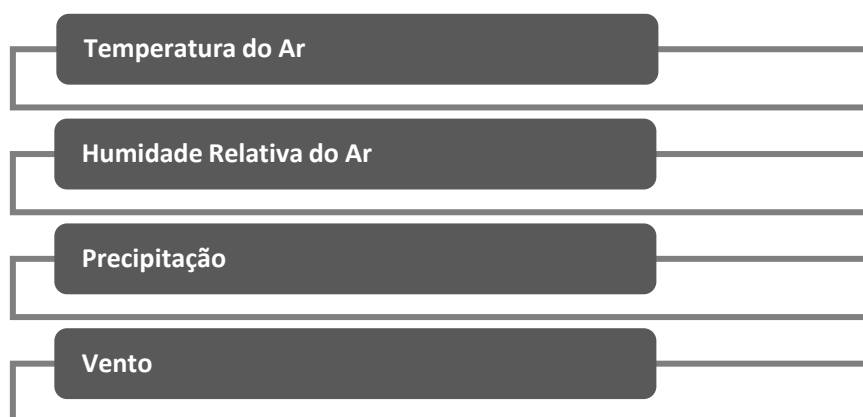 Temperatura do Ar
Humidade Relativa do Ar
Precipitação
Vento